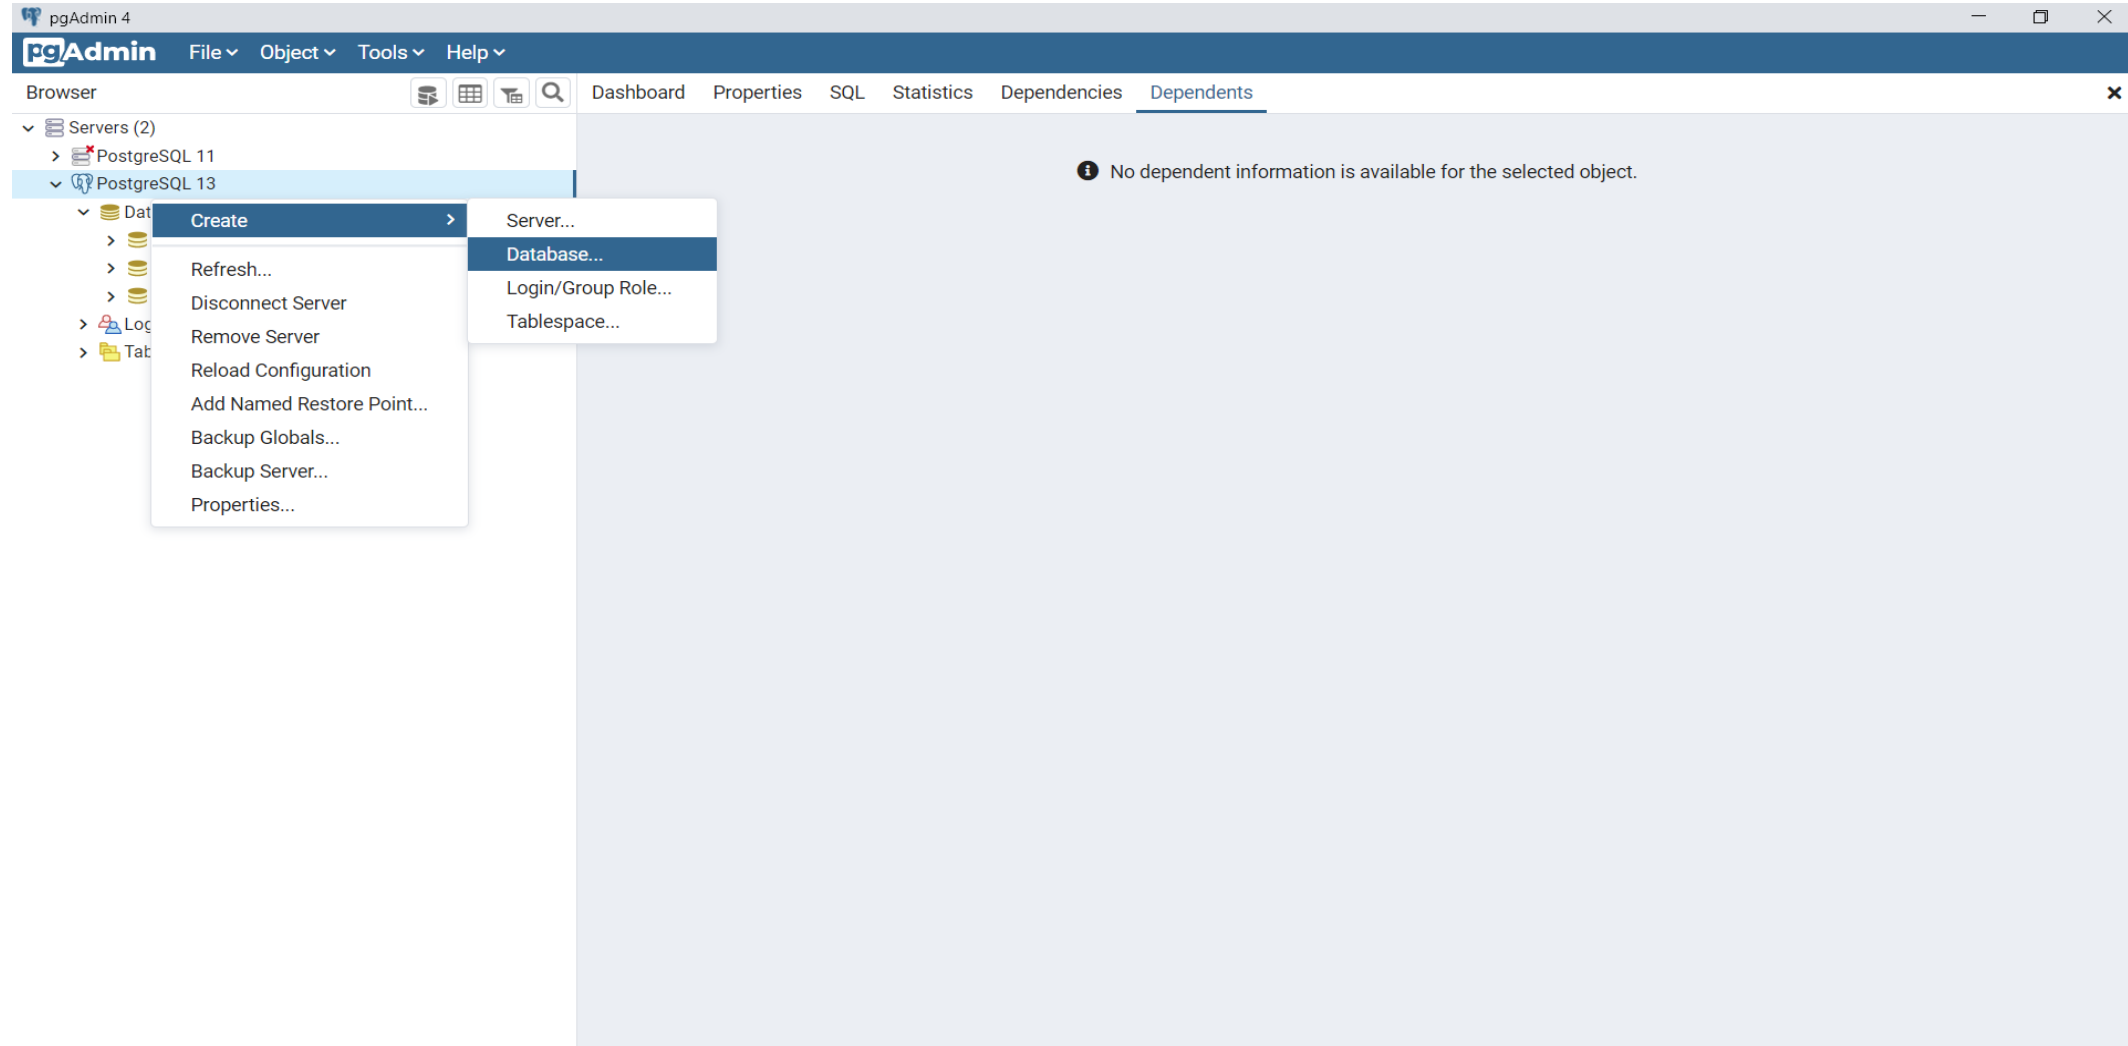 pgAdmin 4
pgAdmin File Object Tools Help
Browser Dashboard Properties SQL Statistics Dependencies Dependents
Servers (2)
PostgreSQL 11
PostgreSQL 13
No dependent information is available for the selected object.
Dat
Log
Tab
Create
Refresh...
Disconnect Server
Remove Server
Reload Configuration
Add Named Restore Point...
Backup Globals...
Backup Server...
Properties...
Server...
Database...
Login/Group Role...
Tablespace...